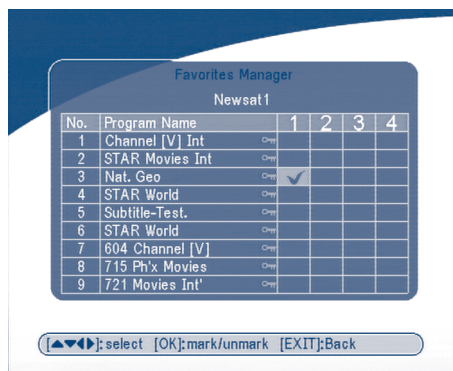 Favorites Manager
Newsat1
No. Program Name 1 2 3 4
1 Channel [V] Int
2 STAR Movies Int
3 Nat. Geo
4 STAR World
5 Subtitle-Test.
6 STAR World
7 604 Channel [V]
8 715 Ph'x Movies
9 721 Movies Int'
[▲▼◀▶]: select [OK]: mark/unmark [EXIT]: Back